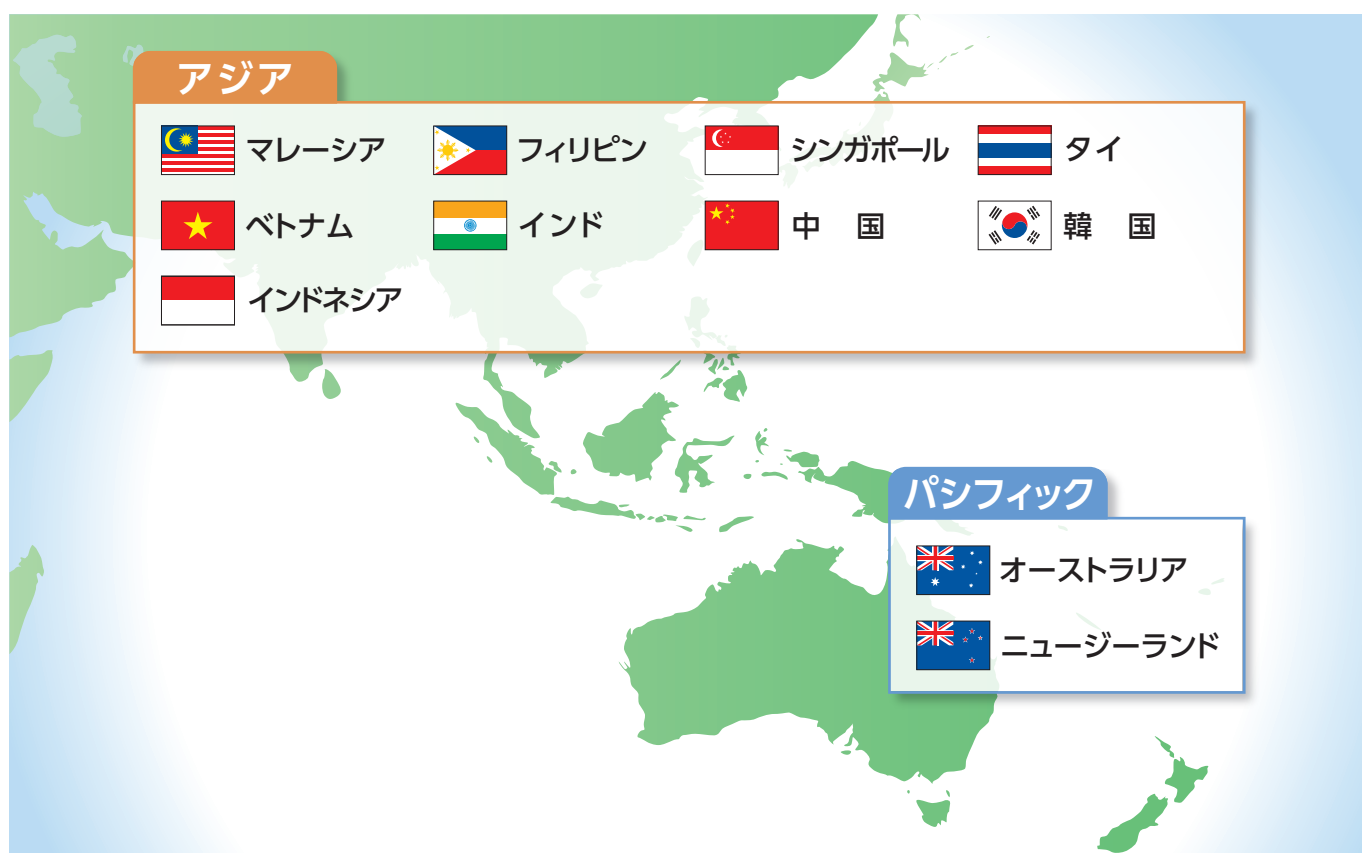 アジア
マレーシア フィリピン シンガポール タイ
ベトナム インド 中　国 韓　国
インドネシア
パシフィック
オーストラリア
ニュージーランド